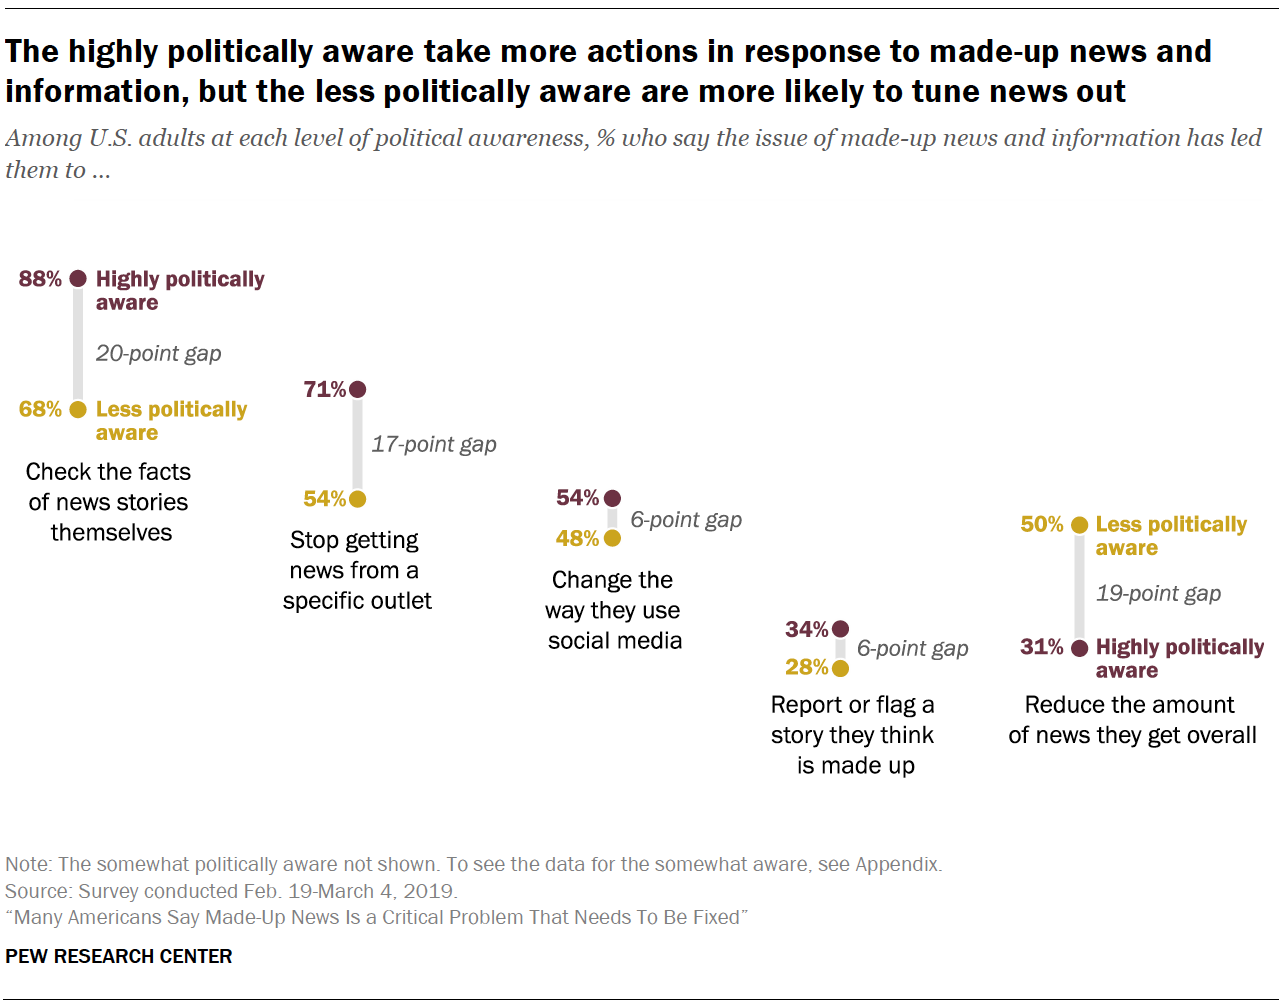 The highly politically aware take more actions in response to made-up news and
information, but the less politically aware are more likely to tune news out
Among U.S. adults at each level of political awareness, % who say the issue of made-up news and information has led
them to ...
88% Highly politically
aware
20-point gap
68% Less politically
aware
Check the facts
of news stories
themselves
71%
17-point gap
54%
Stop getting
news from a
specific outlet
54%
6-point gap
48%
Change the
way they use
social media
34%
6-point gap
28%
Report or flag a
story they think
is made up
50% Less politically
aware
19-point gap
31% Highly politically
aware
Reduce the amount
of news they get overall
Note: The somewhat politically aware not shown. To see the data for the somewhat aware, see Appendix.
Source: Survey conducted Feb. 19-March 4, 2019.
“Many Americans Say Made-Up News Is a Critical Problem That Needs To Be Fixed”
PEW RESEARCH CENTER